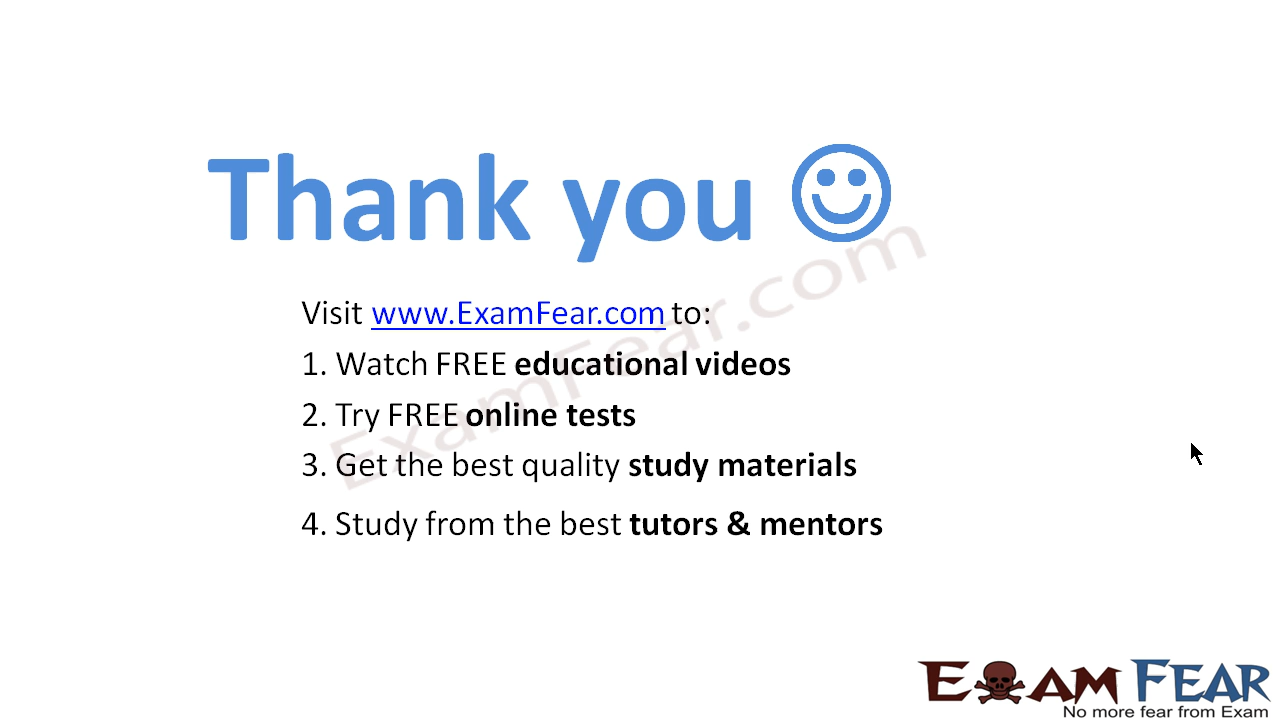 Thank you
Visit www.ExamFear.com to:
1. Watch FREE educational videos
2. Try FREE online tests
3. Get the best quality study materials
4. Study from the best tutors & mentors
ExamFear.com
EXAM FEAR
No more fear from Exam